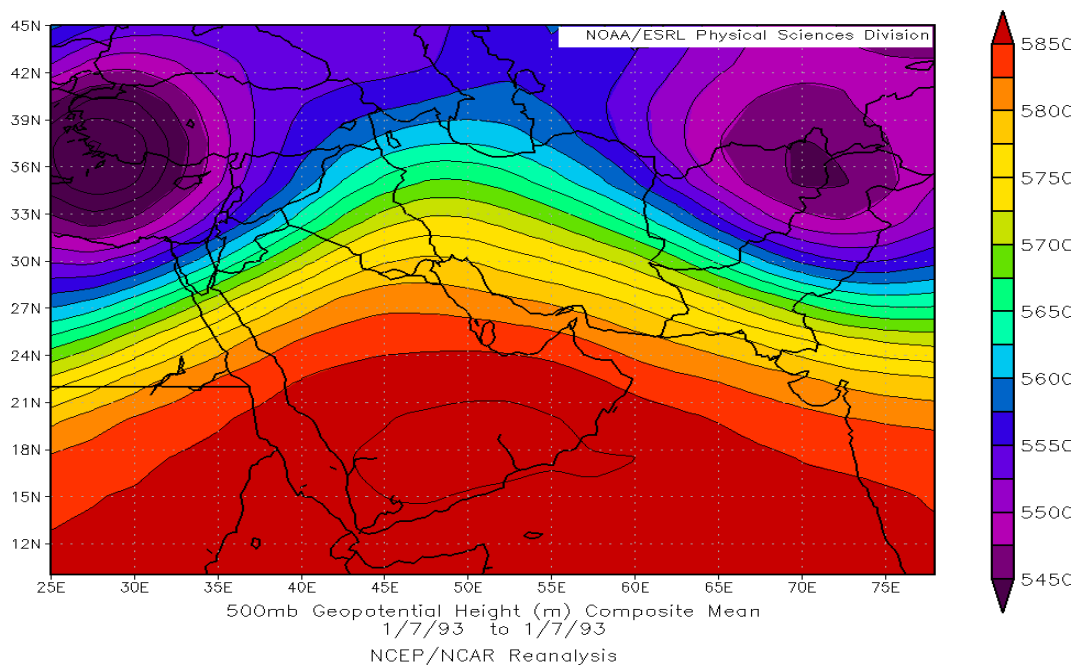 NOAA/ESRL Physical Sciences Division
45N
42N
39N
36N
33N
30N
27N
24N
21N
18N
15N
12N
25E 30E 35E 40E 45E 50E 55E 60E 65E 70E 75E
5850
5800
5750
5700
5650
5600
5550
5500
5450
500mb Geopotential Height (m) Composite Mean
1/7/93 to 1/7/93
NCEP/NCAR Reanalysis